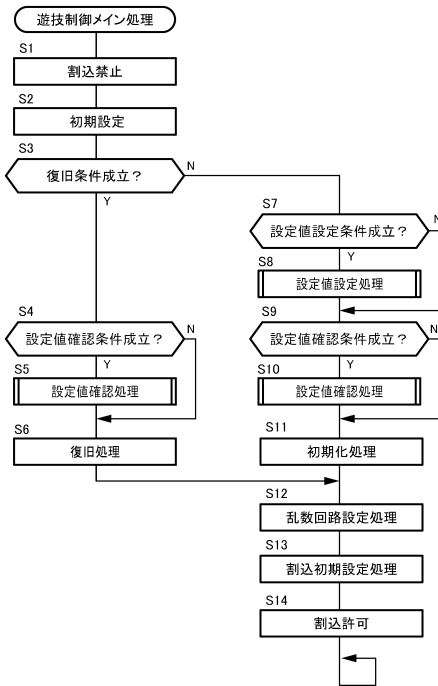 遊技制御メイン処理
S1
割込禁止
S2
初期設定
S3
復旧条件成立？
N
Y
S7
設定値設定条件成立？
N
Y
S8
設定値設定処理
S4
設定値確認条件成立？
N
Y
S9
設定値確認条件成立？
N
Y
S5
設定値確認処理
S10
設定値確認処理
S6
復旧処理
S11
初期化処理
S12
乱数回路設定処理
S13
割込初期設定処理
S14
割込許可